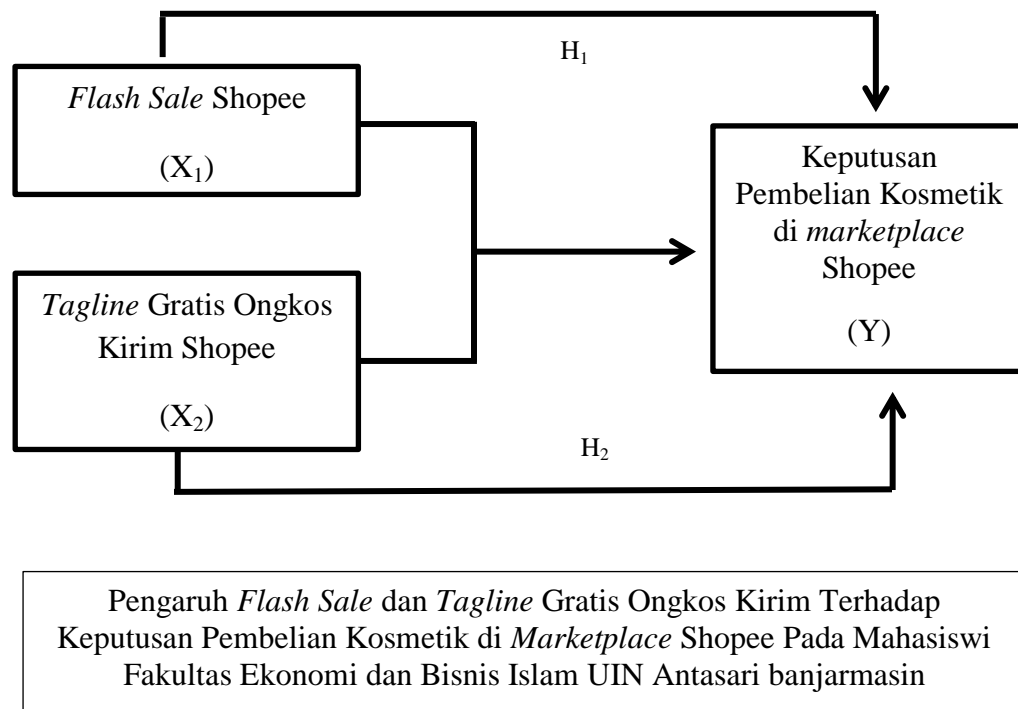 H₁
Flash Sale Shopee
(X₁)
Keputusan
Pembelian Kosmetik
di marketplace
Shopee
(Y)
Tagline Gratis Ongkos
Kirim Shopee
(X₂)
H₂
Pengaruh Flash Sale dan Tagline Gratis Ongkos Kirim Terhadap
Keputusan Pembelian Kosmetik di Marketplace Shopee Pada Mahasiswi
Fakultas Ekonomi dan Bisnis Islam UIN Antasari banjarmasin